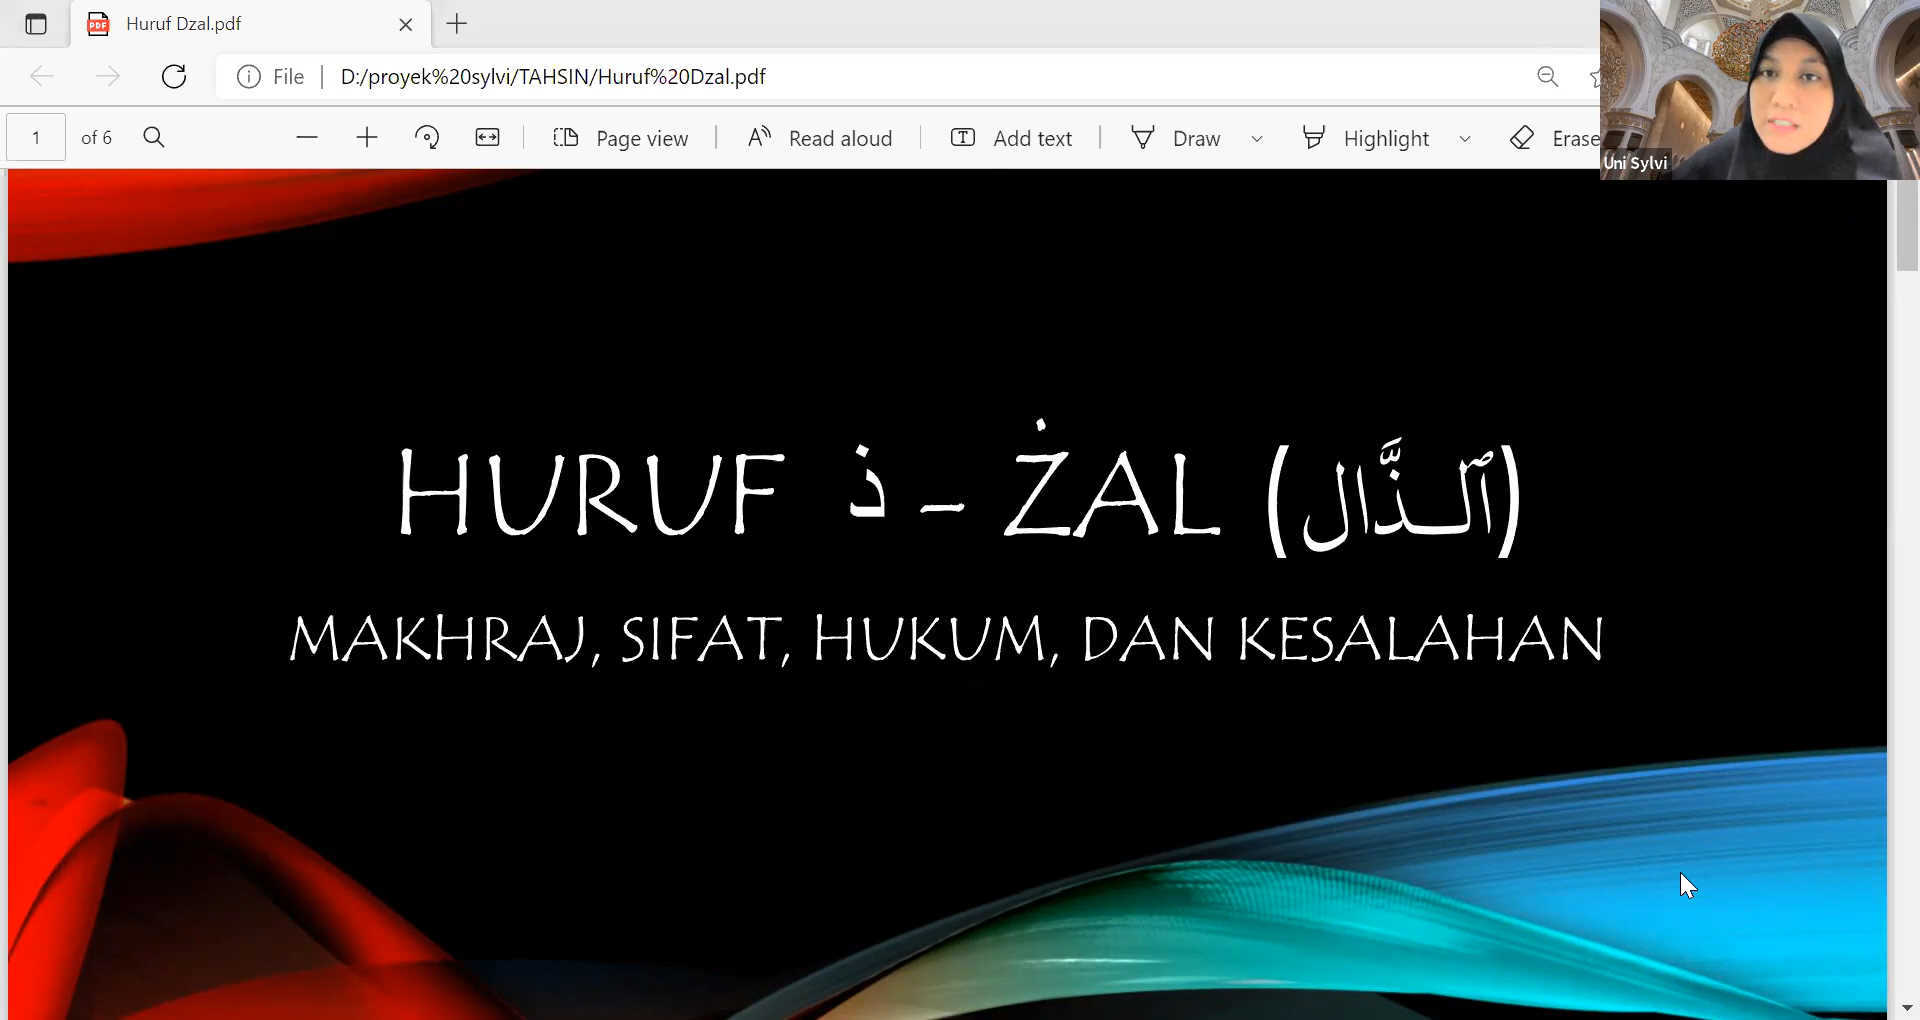 Huruf Dzal.pdf
File
D:/proyek%20sylvi/TAHSIN/Huruf%20Dzal.pdf
1 of 6
Page view
Read aloud
Add text
Draw
Highlight
Erase
Uni Sylvi
HURUF ذ - ŻAL (ٱلــذَّال)
MAKHRAJ, SIFAT, HUKUM, DAN KESALAHAN